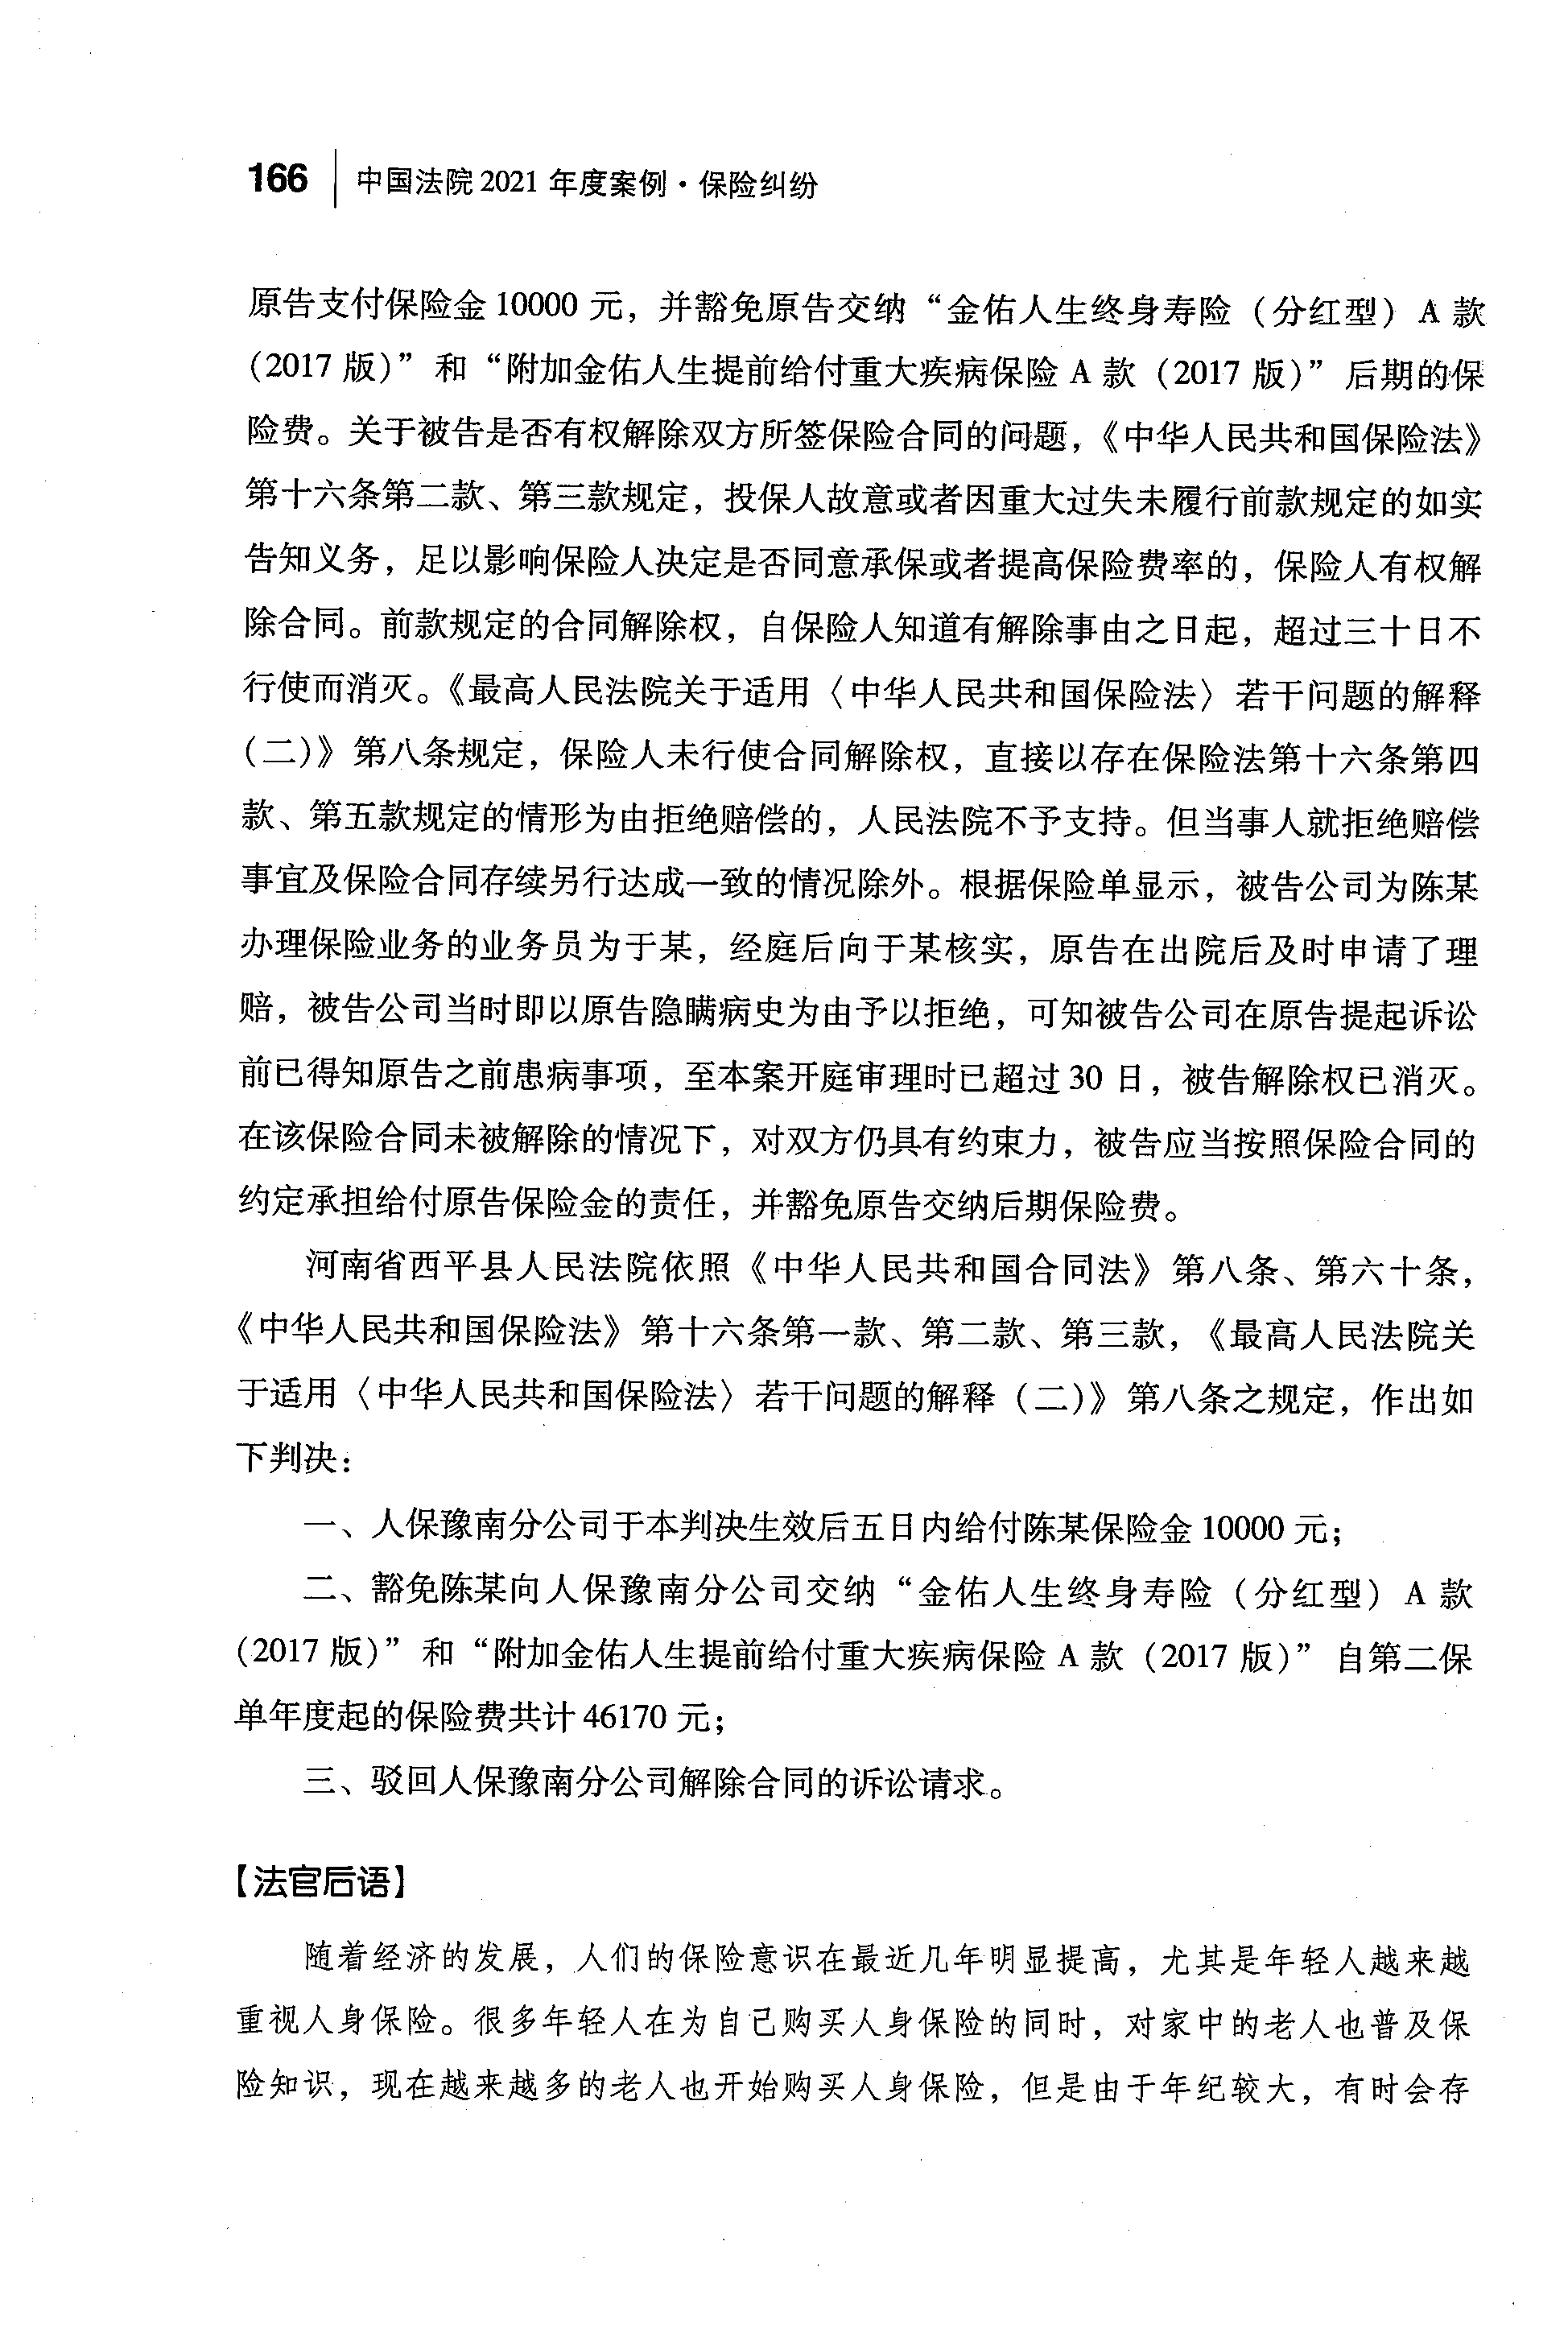 166 中国法院 2021 年度案例·保险纠纷
原告支付保险金 10000 元，并豁免原告交纳“金佑人生终身寿险（分红型）A 款
（2017 版）”和“附加金佑人生提前给付重大疾病保险 A 款（2017 版）”后期的保
险费。关于被告是否有权解除双方所签保险合同的问题，《中华人民共和国保险法》
第十六条第二款、第三款规定，投保人故意或者因重大过失未履行前款规定的如实
告知义务，足以影响保险人决定是否同意承保或者提高保险费率的，保险人有权解
除合同。前款规定的合同解除权，自保险人知道有解除事由之日起，超过三十日不
行使而消灭。《最高人民法院关于适用〈中华人民共和国保险法〉若干问题的解释
（二）》第八条规定，保险人未行使合同解除权，直接以存在保险法第十六条第四
款、第五款规定的情形为由拒绝赔偿的，人民法院不予支持。但当事人就拒绝赔偿
事宜及保险合同存续另行达成一致的情况除外。根据保险单显示，被告公司为陈某
办理保险业务的业务员为于某，经庭后向于某核实，原告在出院后及时申请了理
赔，被告公司当时即以原告隐瞒病史为由予以拒绝，可知被告公司在原告提起诉讼
前已得知原告之前患病事项，至本案开庭审理时已超过 30 日，被告解除权已消灭。
在该保险合同未被解除的情况下，对双方仍具有约束力，被告应当按照保险合同的
约定承担给付原告保险金的责任，并豁免原告交纳后期保险费。
河南省西平县人民法院依照《中华人民共和国合同法》第八条、第六十条，
《中华人民共和国保险法》第十六条第一款、第二款、第三款，《最高人民法院关
于适用〈中华人民共和国保险法〉若干问题的解释（二）》第八条之规定，作出如
下判决：
一、人保豫南分公司于本判决生效后五日内给付陈某保险金 10000 元；
二、豁免陈某向人保豫南分公司交纳“金佑人生终身寿险（分红型）A 款
（2017 版）”和“附加金佑人生提前给付重大疾病保险 A 款（2017 版）”自第二保
单年度起的保险费共计 46170 元；
三、驳回人保豫南分公司解除合同的诉讼请求。
【法官后语】
随着经济的发展，人们的保险意识在最近几年明显提高，尤其是年轻人越来越
重视人身保险。很多年轻人在为自己购买人身保险的同时，对家中的老人也普及保
险知识，现在越来越多的老人也开始购买人身保险，但是由于年纪较大，有时会存